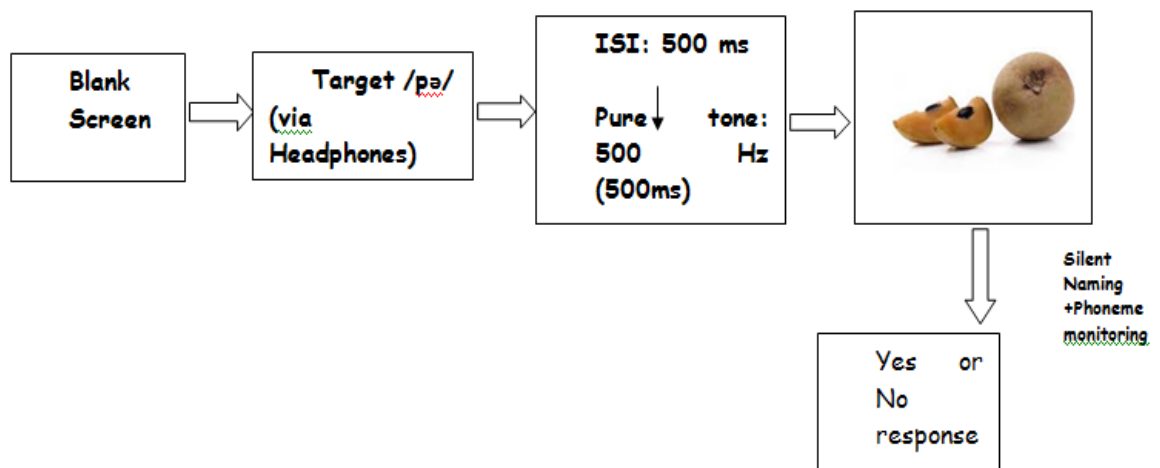 Blank
Screen
Target /pə/
(via
Headphones)
ISI: 500 ms
Pure tone:
500 Hz
(500ms)
Silent
Naming
+Phoneme
monitoring
Yes or
No
response